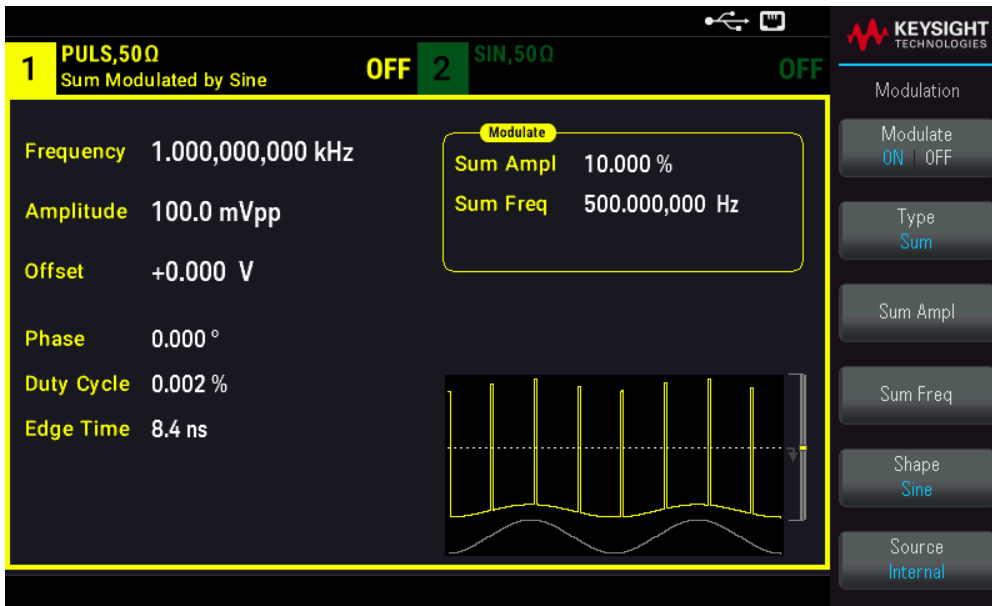 KEYSIGHT
TECHNOLOGIES
1
PULS,50Ω
Sum Modulated by Sine
OFF
2
SIN,50Ω
OFF
Modulation
Frequency 1.000,000,000 kHz
Amplitude 100.0 mVpp
Offset +0.000 V
Phase 0.000 °
Duty Cycle 0.002 %
Edge Time 8.4 ns
Modulate
Sum Ampl 10.000 %
Sum Freq 500.000,000 Hz
Modulate
ON | OFF
Type
Sum
Sum Ampl
Sum Freq
Shape
Sine
Source
Internal